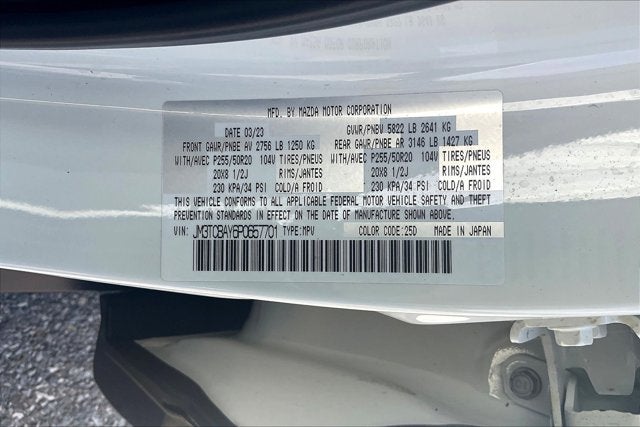 MFD. BY MAZDA MOTOR CORPORATION
DATE 03/23 GVWR/PNBV 5822 LB 2641 KG
FRONT GAWR/PNBE AV 2756 LB 1250 KG REAR GAWR/PNBE AR 3146 LB 1427 KG
WITH/AVEC P255/50R20 104V TIRES/PNEUS WITH/AVEC P255/50R20 104V TIRES/PNEUS
20X8 1/2J RIMS/JANTES 20X8 1/2J RIMS/JANTES
230 KPA/34 PSI COLD/A FROID 230 KPA/34 PSI COLD/A FROID
THIS VEHICLE CONFORMS TO ALL APPLICABLE FEDERAL MOTOR VEHICLE SAFETY AND THEFT
PREVENTION STANDARDS IN EFFECT ON THE DATE OF MANUFACTURE SHOWN ABOVE.
VIN: JM3TCBAY6P0657701 TYPE:MPV COLOR CODE:25D MADE IN JAPAN